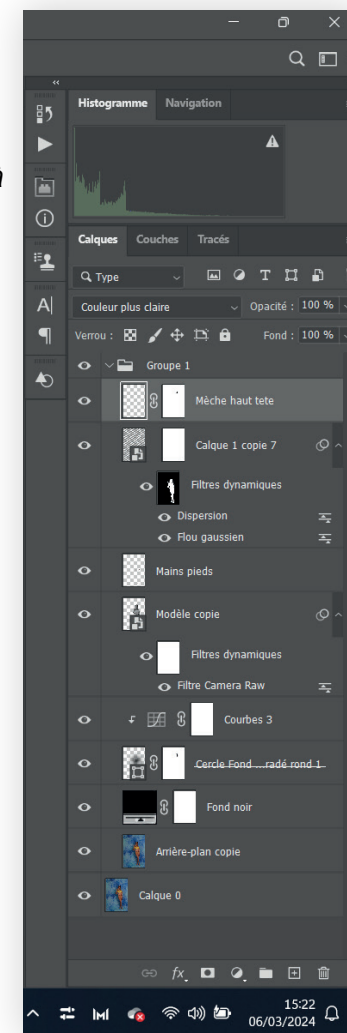 Histogramme Navigation
Calques Couches Tracés
Type
Couleur plus claire Opacité : 100 %
Verrou : Fond : 100 %
Groupe 1
Mèche haut tete
Calque 1 copie 7
Filtres dynamiques
Dispersion
Flou gaussien
Mains pieds
Modèle copie
Filtres dynamiques
Filtre Camera Raw
Courbes 3
Cercle Fond ...radé rond 1
Fond noir
Arrière-plan copie
Calque 0
fx
15:22
06/03/2024